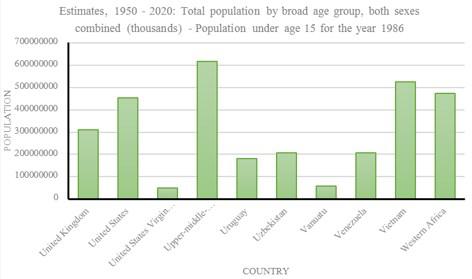 Estimates, 1950 - 2020: Total population by broad age group, both sexes
combined (thousands) - Population under age 15 for the year 1986
700000000
600000000
500000000
400000000
300000000
200000000
100000000
0
POPULATION
United Kingdom
United States
United States Virgin...
Upper-middle-...
Uruguay
Uzbekistan
Vanuatu
Venezuela
Vietnam
Western Africa
COUNTRY